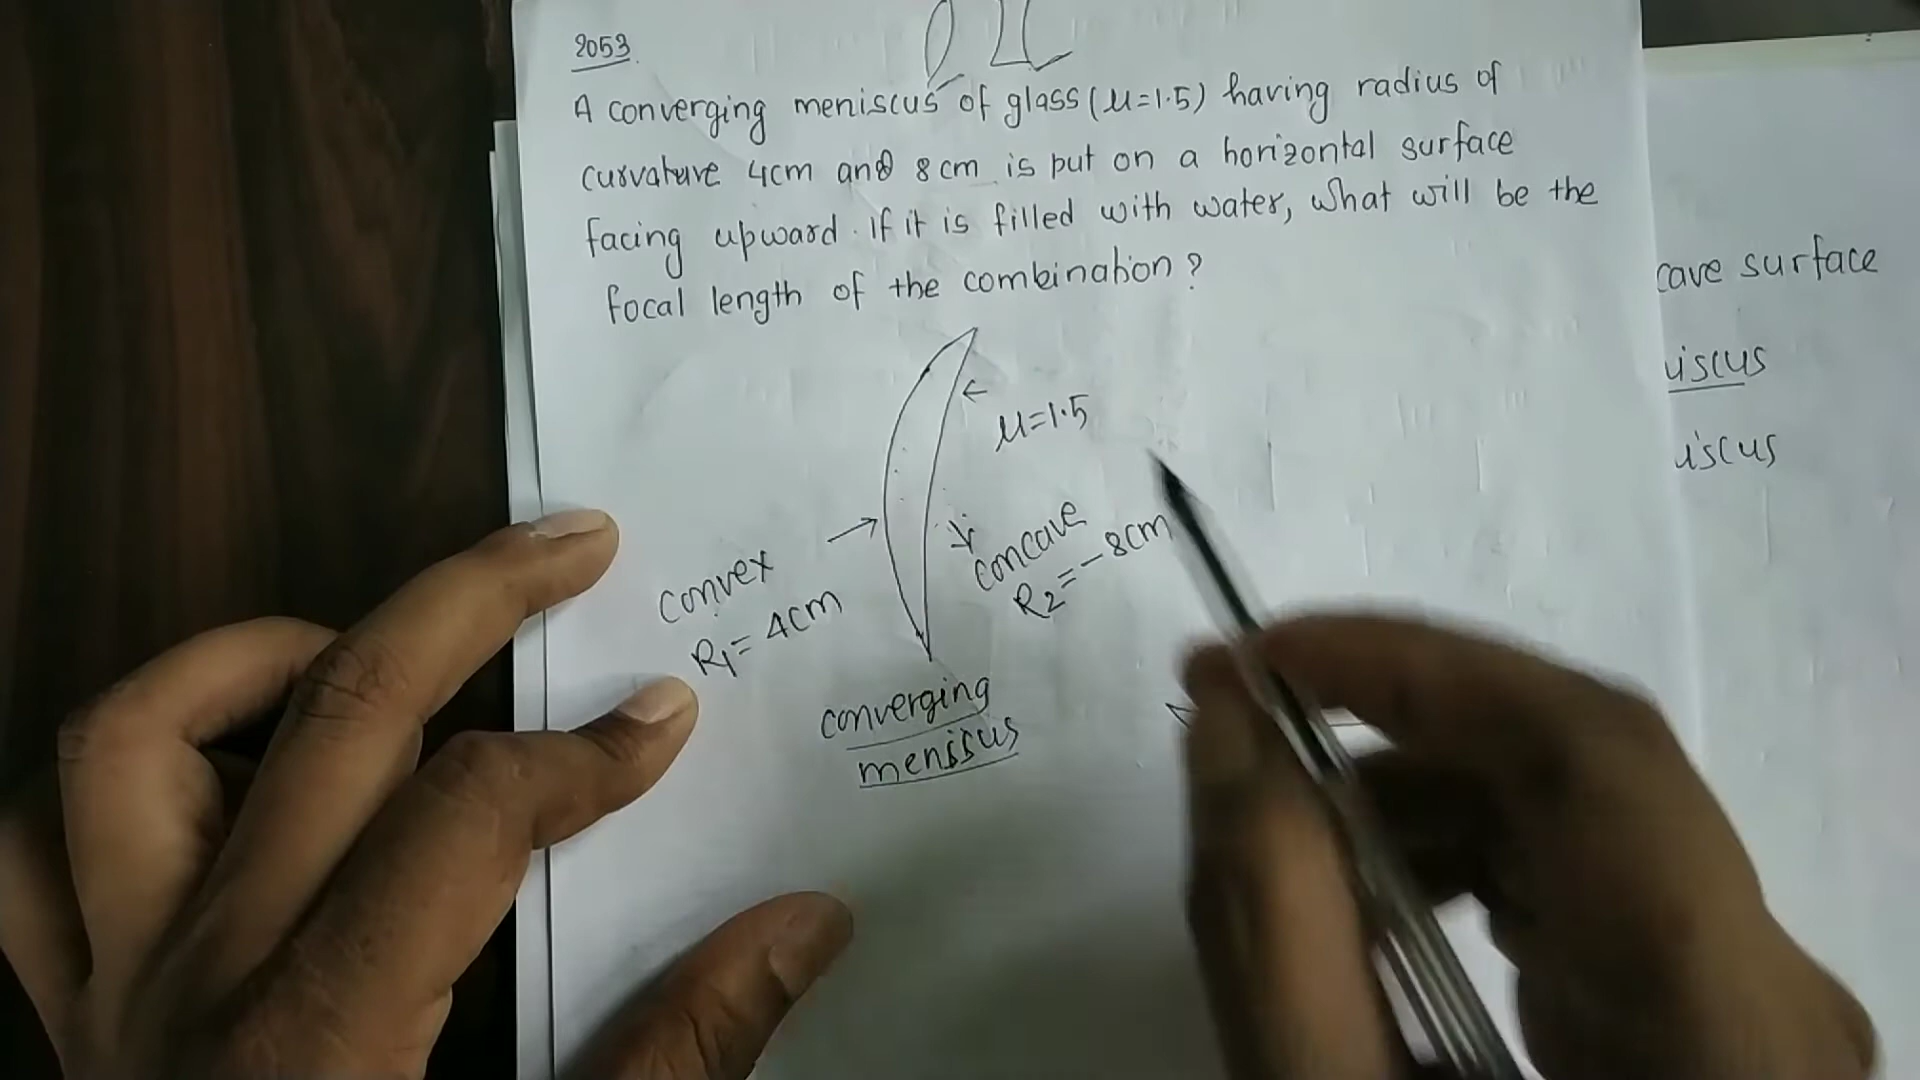 2053
A converging meniscus of glass (μ=1.5) having radius of
curvature 4cm and 8cm is put on a horizontal surface
facing upward. If it is filled with water, what will be the
focal length of the combination?
cave surface
iscus
iscus
μ=1.5
convex
R1 = 4cm
concave
R2 = -8cm
converging
menissus